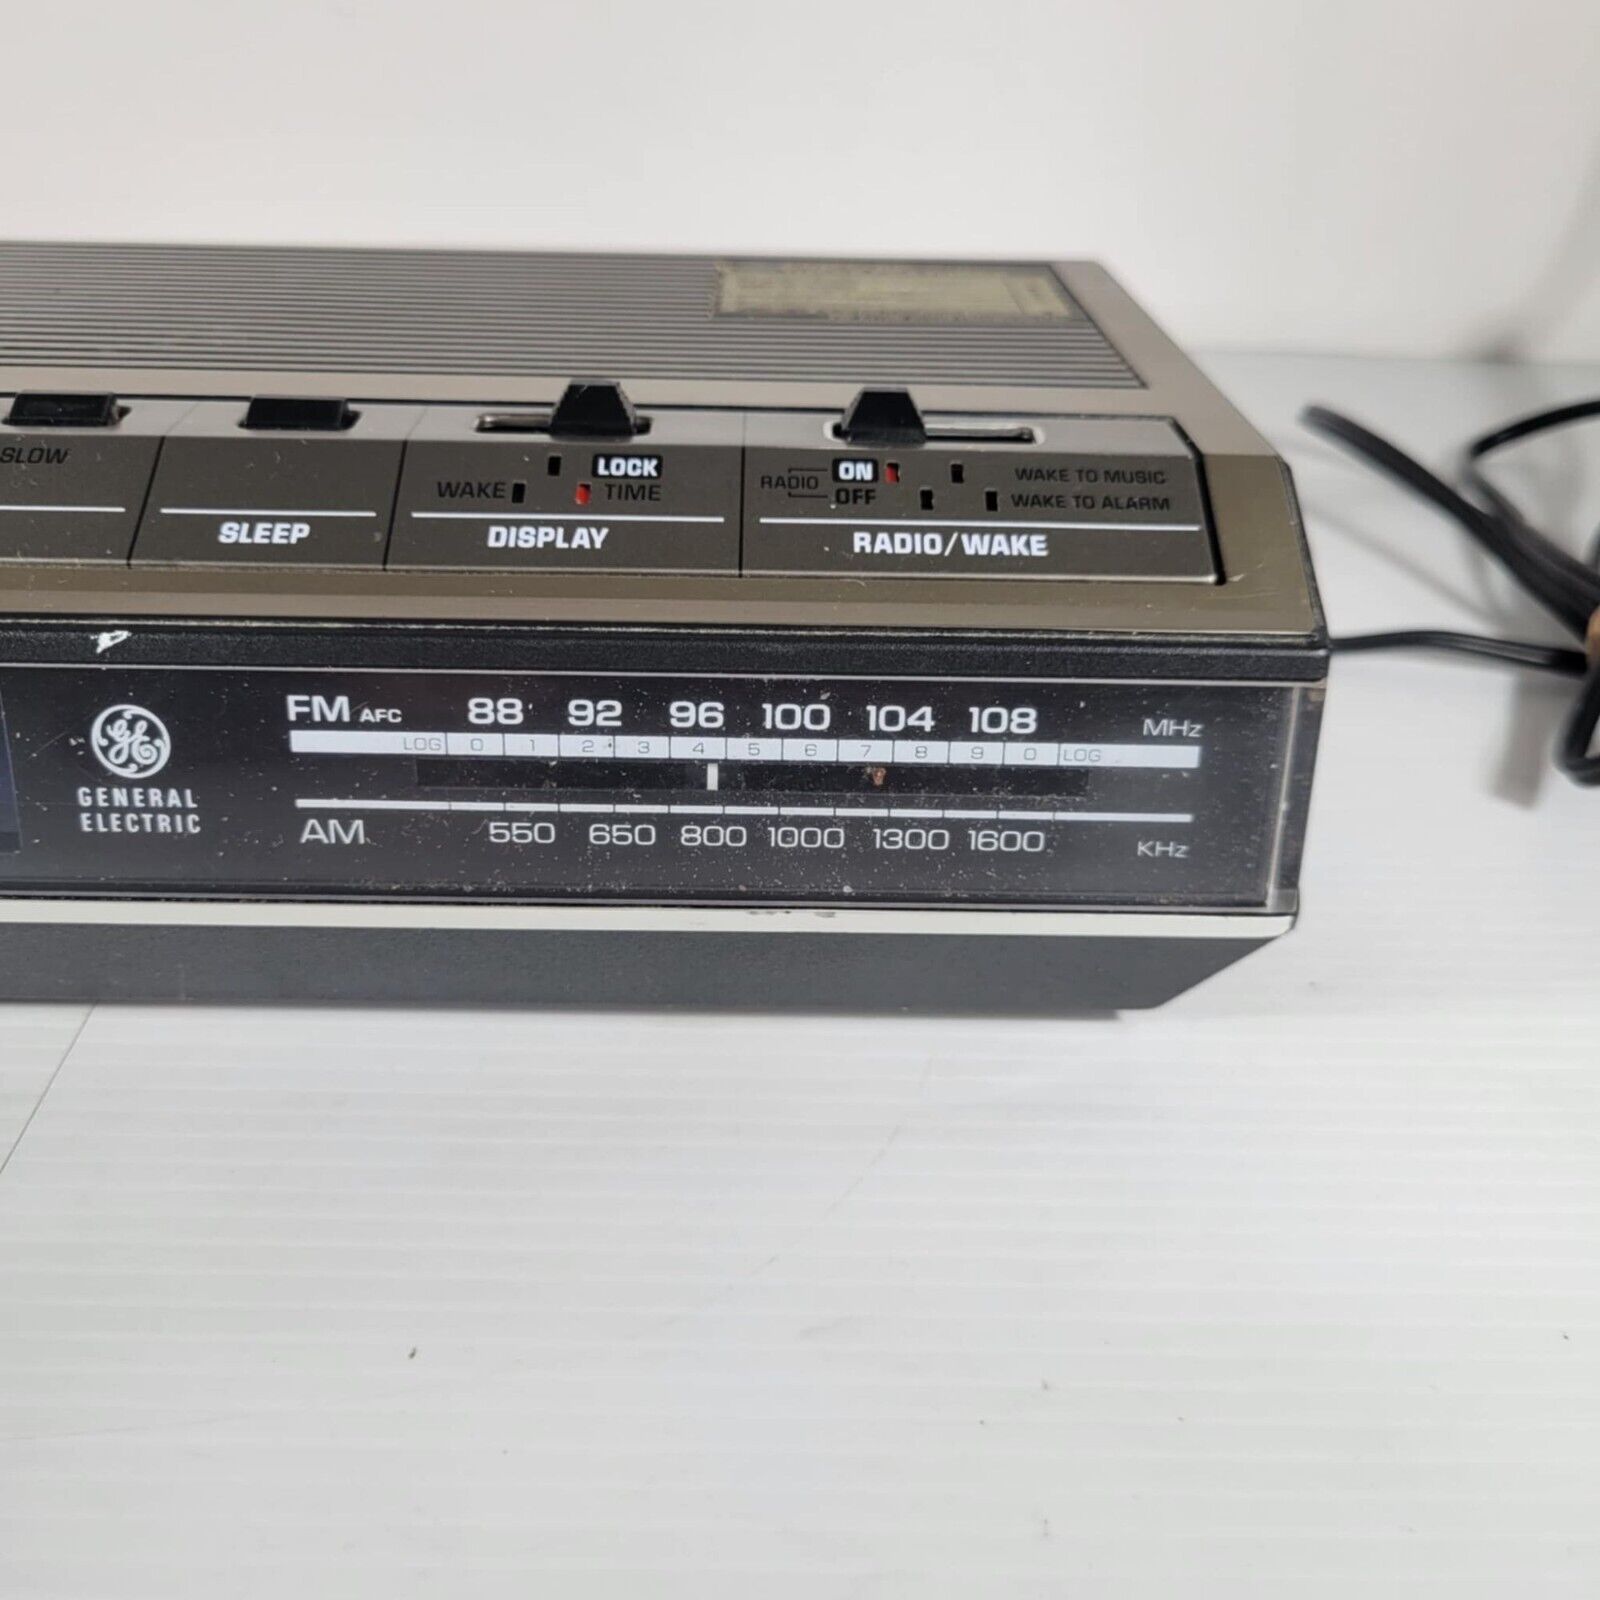 SLOW
SLEEP
LOCK
WAKE TIME
DISPLAY
RADIO ON WAKE TO MUSIC
OFF WAKE TO ALARM
RADIO/WAKE
GE
GENERAL
ELECTRIC
FM AFC 88 92 96 100 104 108 MHz
LOG 0 1 2 3 4 5 6 7 8 9 0 LOG
AM 550 650 800 1000 1300 1600 KHz